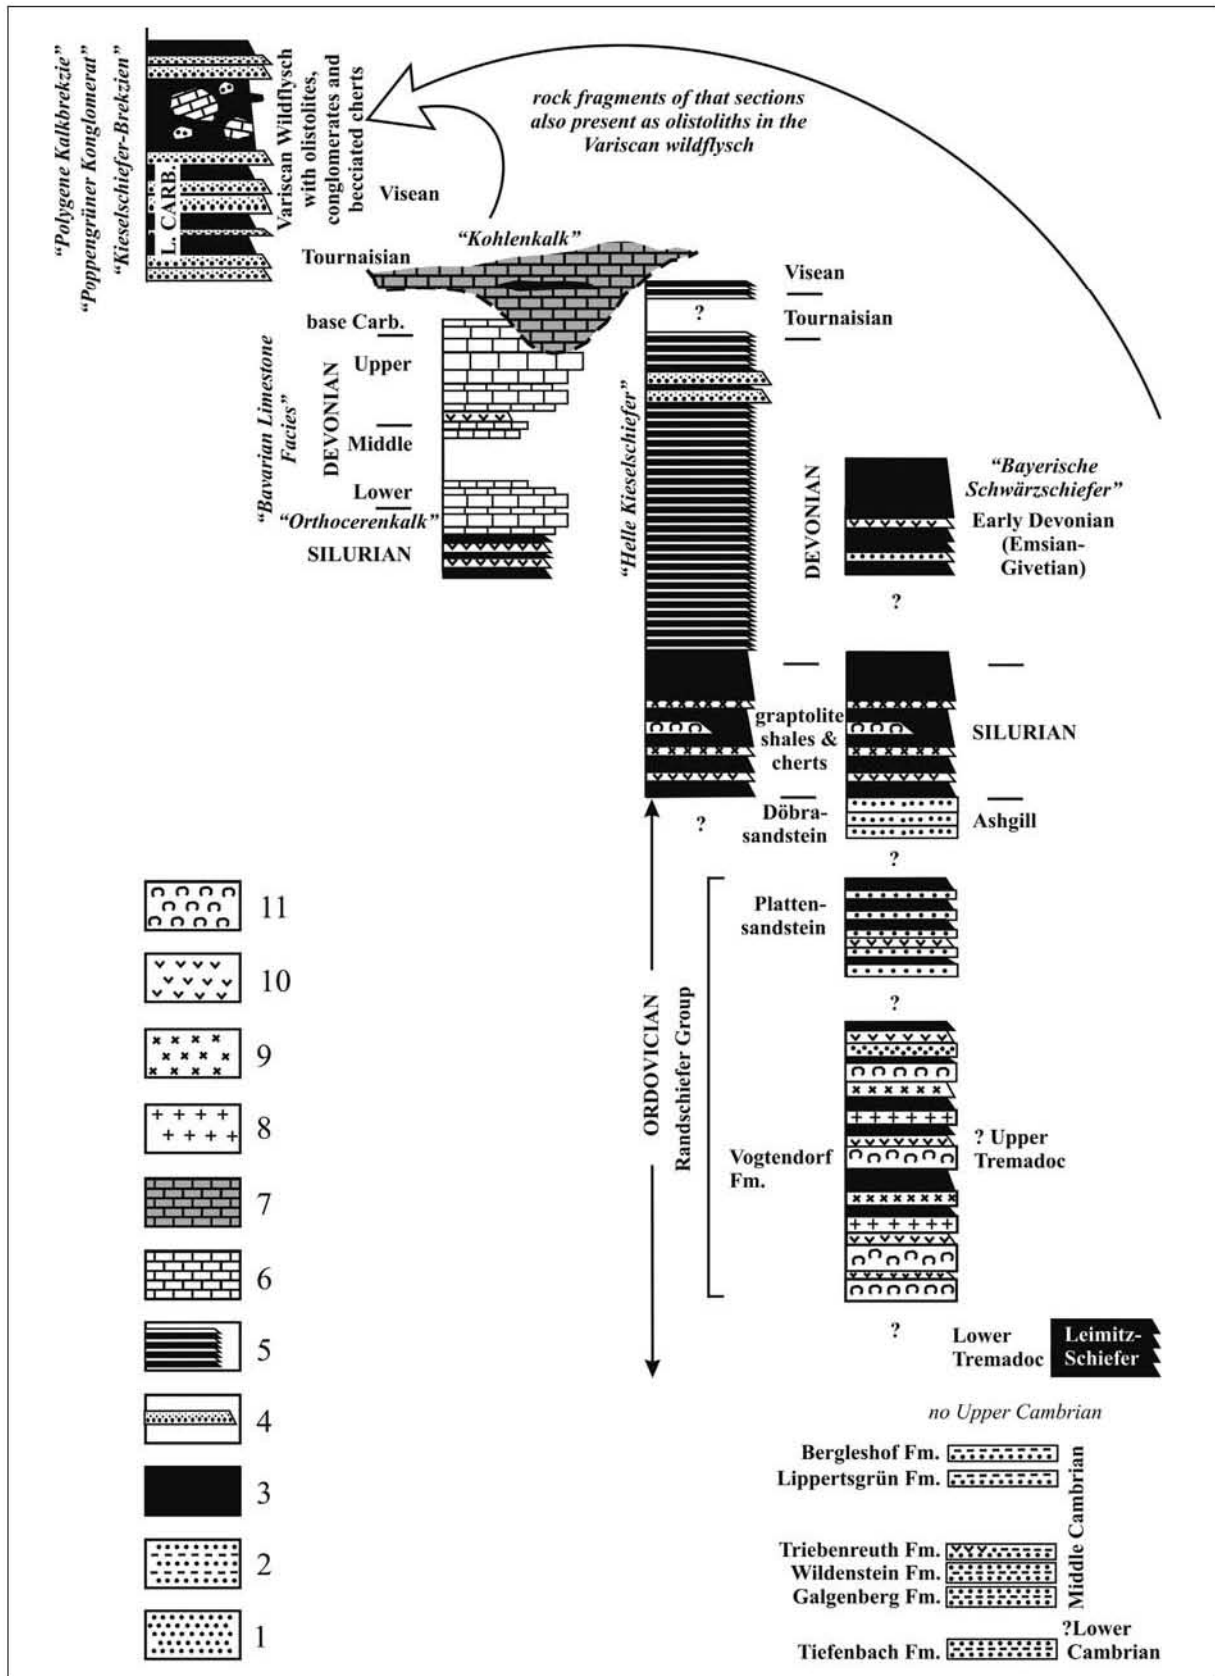 “Polygene Kalkbrekzie”
“Poppengrüner Konglomerat”
“Kieselschiefer-Brekzien”
L. CARB.
Variscan Wildflysch
with olistolites,
conglomerates and
becciated cherts
Visean
rock fragments of that sections
also present as olistoliths in the
Variscan wildflysch
“Kohlenkalk”
Tournaisian
base Carb.
Upper
Middle
Lower
DEVONIAN
“Bavarian Limestone
Facies”
“Orthocerenkalk”
SILURIAN
“Helle Kieselschiefer”
Visean
?
Tournaisian
DEVONIAN
“Bayerische
Schwärzschiefer”
Early Devonian
(Emsian-
Givetian)
?
graptolite
shales &
cherts
SILURIAN
?
Döbra-
sandstein
Ashgill
?
ORDOVICIAN
Randschiefer Group
Platten-
sandstein
?
Vogtendorf
Fm.
? Upper
Tremadoc
?
Lower
Tremadoc
Leimitz-
Schiefer
no Upper Cambrian
Bergleshof Fm.
Lippertsgrün Fm.
Triebenreuth Fm.
Wildenstein Fm.
Galgenberg Fm.
Middle Cambrian
Tiefenbach Fm.
?Lower
Cambrian
11
10
9
8
7
6
5
4
3
2
1